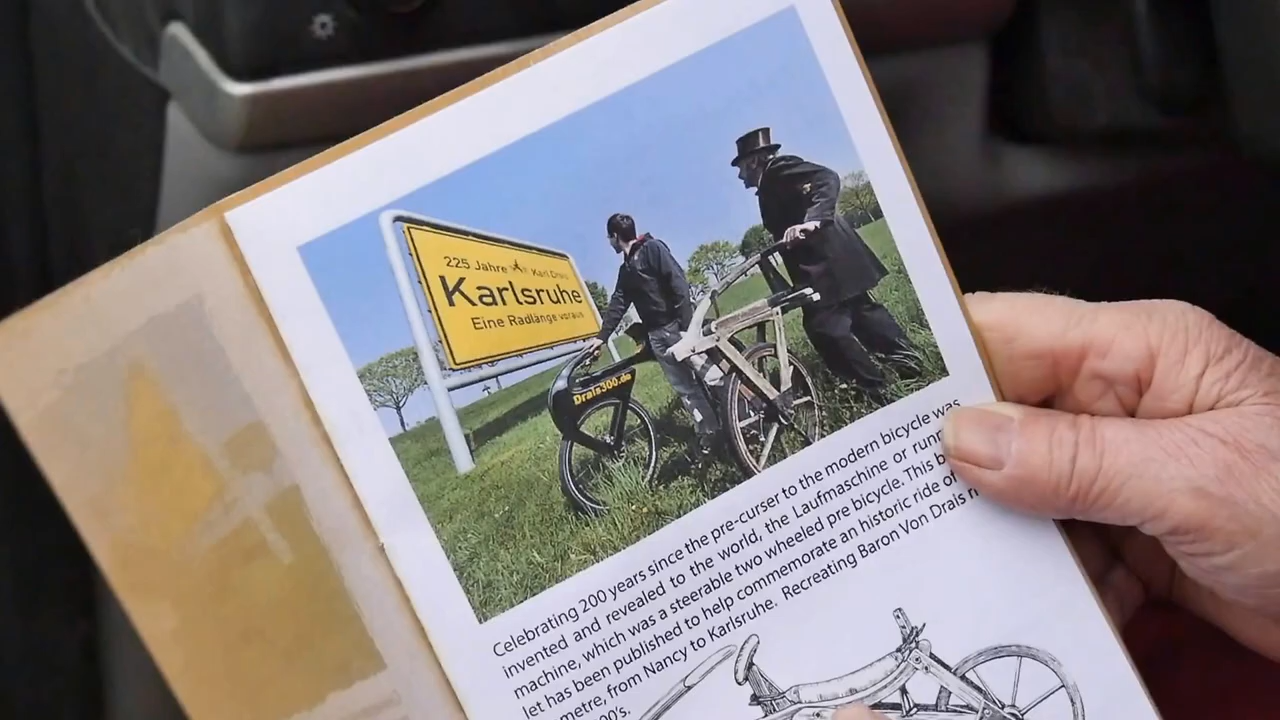 225 Jahre Karl Drais
Karlsruhe
Eine Radlänge voraus
Drais300.de
Celebrating 200 years since the pre-curser to the modern bicycle was
invented and revealed to the world, the Laufmaschine or runn
machine, which was a steerable two wheeled pre bicycle. This b
let has been published to help commemorate an historic ride of
metre, from Nancy to Karlsruhe. Recreating Baron Von Drais
00's.